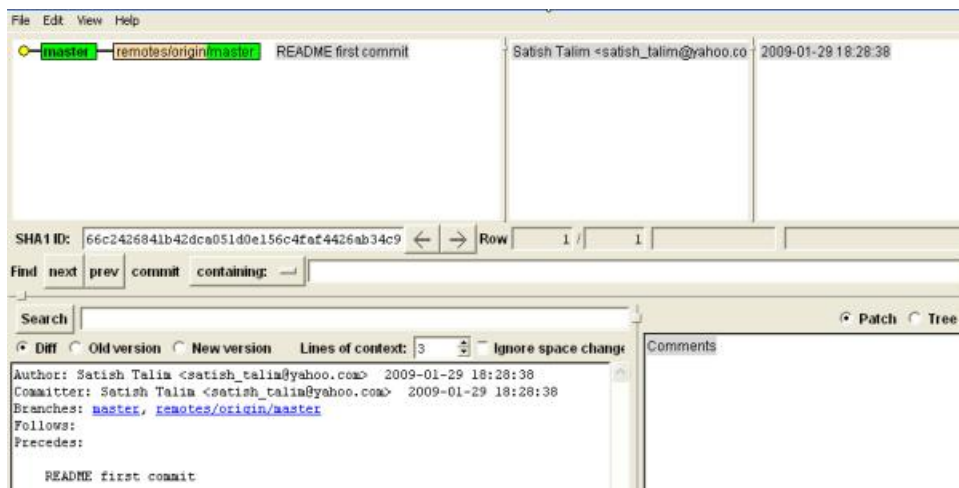 File Edit View Help
master remotes/origin/master README first commit Satish Talim <satish_talim@yahoo.co 2009-01-29 18:28:38
SHA1 ID: 66c2426841b42dca051d0e156c4faf4426ab34c9 Row 1 / 1
Find next prev commit containing:
Search Patch Tree
Diff Old version New version Lines of context: 3 Ignore space change Comments
Author: Satish Talim <satish_talim@yahoo.com> 2009-01-29 18:28:38
Committer: Satish Talim <satish_talim@yahoo.com> 2009-01-29 18:28:38
Branches: master, remotes/origin/master
Follows:
Precedes:
README first commit